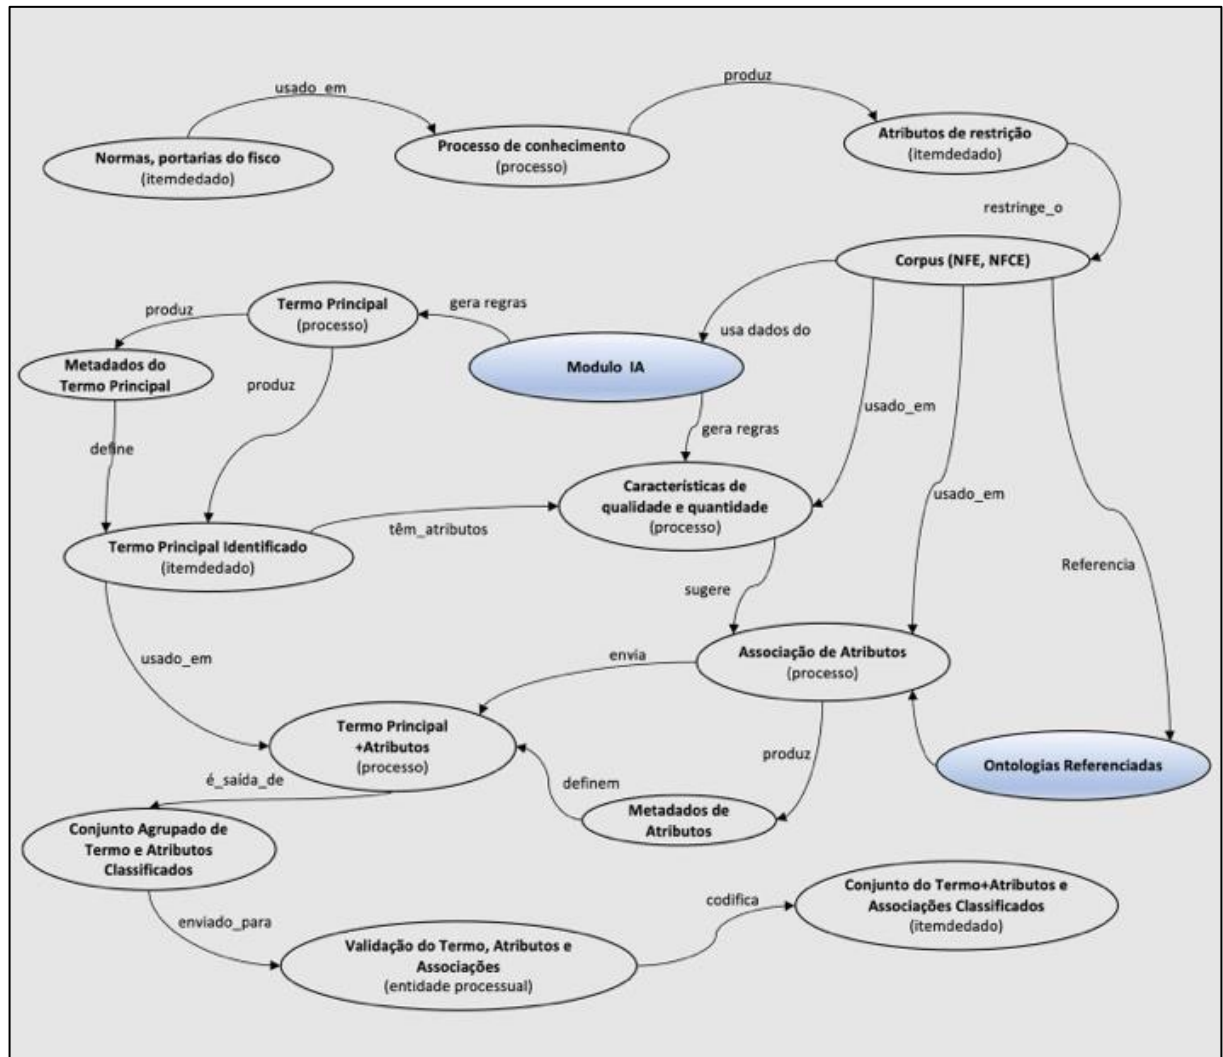 usado_em
produz
Normas, portarias do fisco
(itemdedado)
Processo de conhecimento
(processo)
Atributos de restrição
(itemdedado)
restringe_o
Corpus (NFE, NFCE)
produz
Termo Principal
(processo)
gera regras
usa dados do
Metadados do
Termo Principal
produz
Modulo IA
usado_em
define
gera regras
Características de
qualidade e quantidade
(processo)
usado_em
têm_atributos
Termo Principal Identificado
(itemdedado)
Referencia
sugere
usado_em
envia
Associação de Atributos
(processo)
Termo Principal
+Atributos
(processo)
produz
Ontologias Referenciadas
é_saída_de
definem
Metadados de
Atributos
Conjunto Agrupado de
Termo e Atributos
Classificados
codifica
Conjunto do Termo+Atributos e
Associações Classificados
(itemdedado)
enviado_para
Validação do Termo, Atributos e
Associações
(entidade processual)